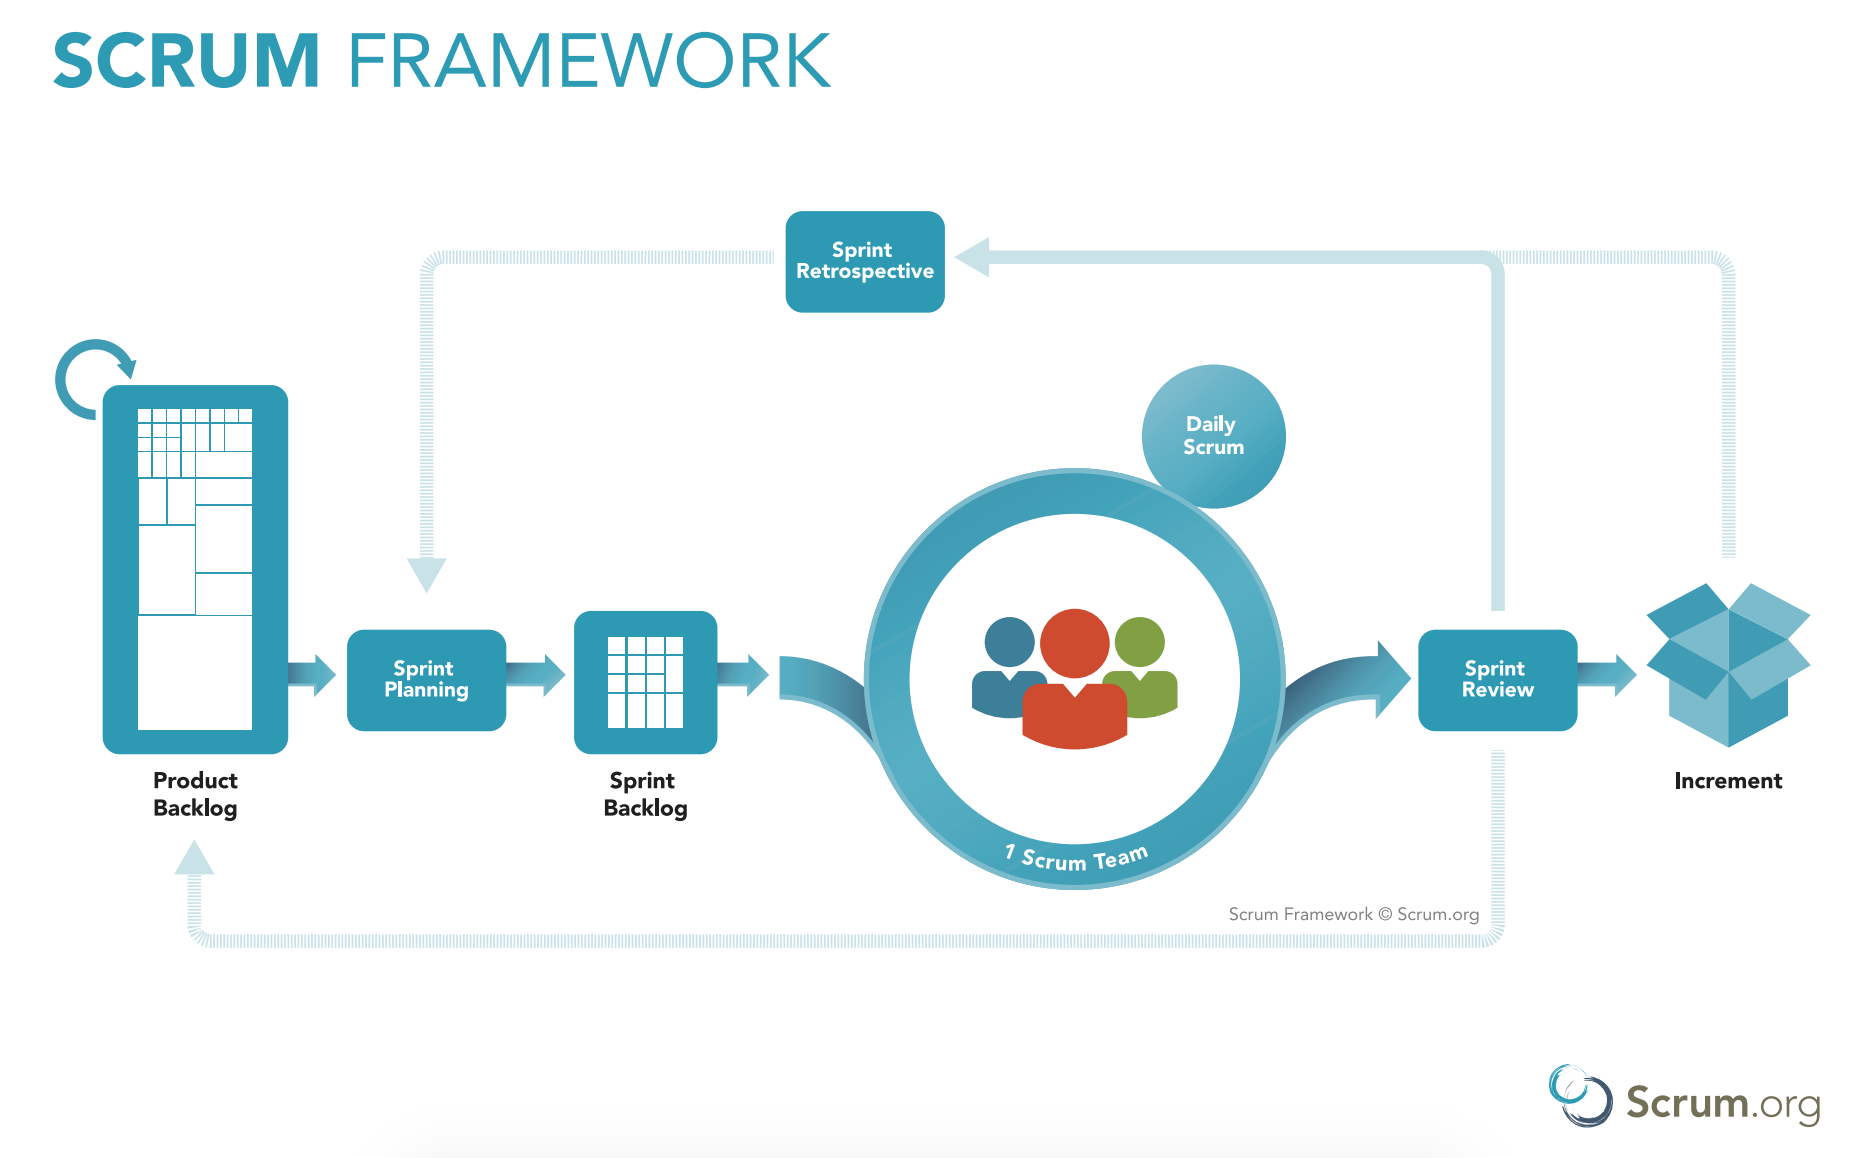 SCRUM FRAMEWORK
Sprint
Retrospective
Daily
Scrum
Sprint
Planning
Sprint
Review
Product
Backlog
Sprint
Backlog
Increment
1 Scrum Team
Scrum Framework © Scrum.org
Scrum.org